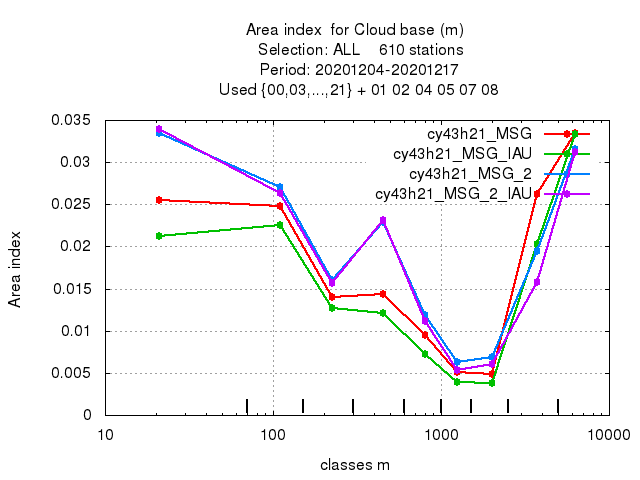 Area index  for Cloud base (m)
Selection: ALL    610 stations
Period: 20201204-20201217
Used {00,03,...,21} + 01 02 04 05 07 08
0.035
0.03
0.025
0.02
0.015
0.01
0.005
0
Area index
cy43h21_MSG
cy43h21_MSG_IAU
cy43h21_MSG_2
cy43h21_MSG_2_IAU
10 100 1000 10000
classes m